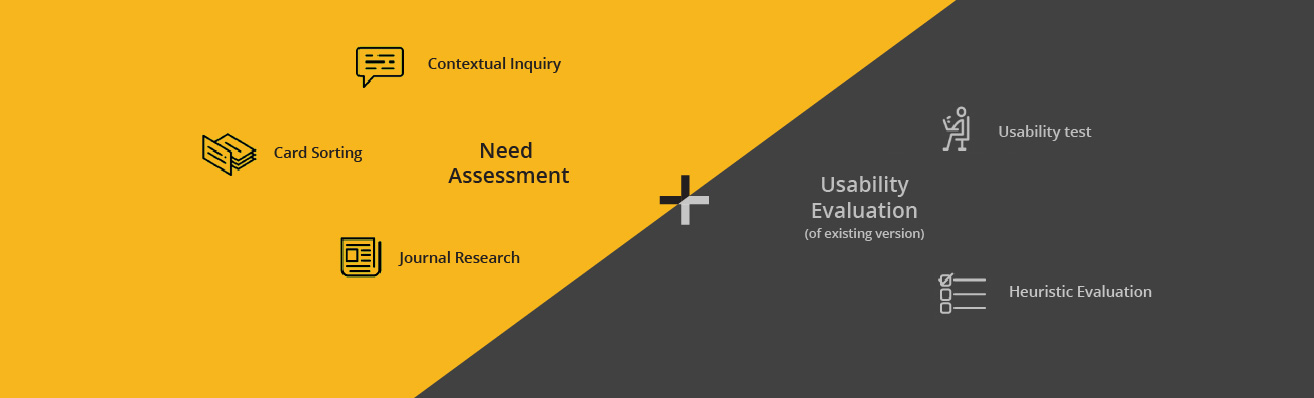 Contextual Inquiry
Card Sorting
Need
Assessment
Journal Research
Usability test
Usability
Evaluation
(of existing version)
Heuristic Evaluation